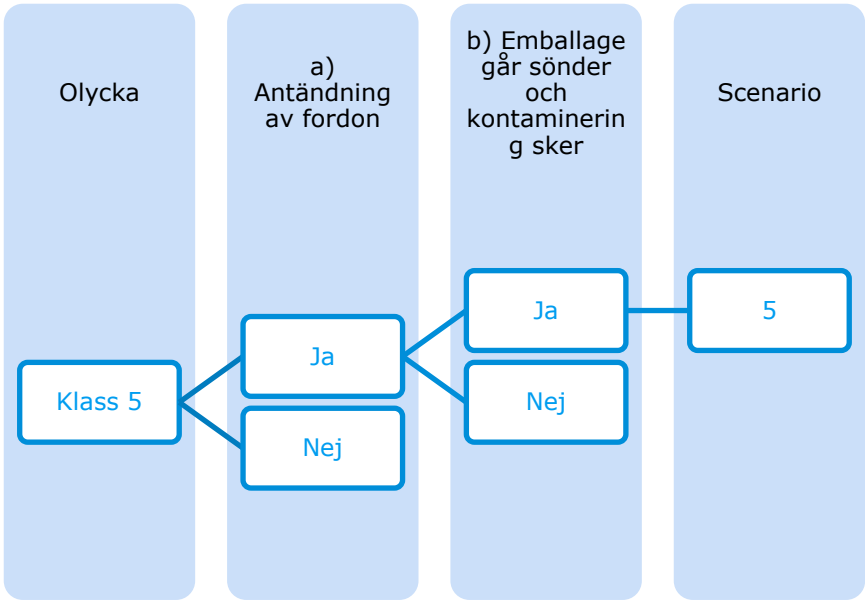 Olycka
a)
Antändning
av fordon
b) Emballage
går sönder
och
kontaminerin
g sker
Scenario
Klass 5
Ja
Nej
Ja
Nej
5